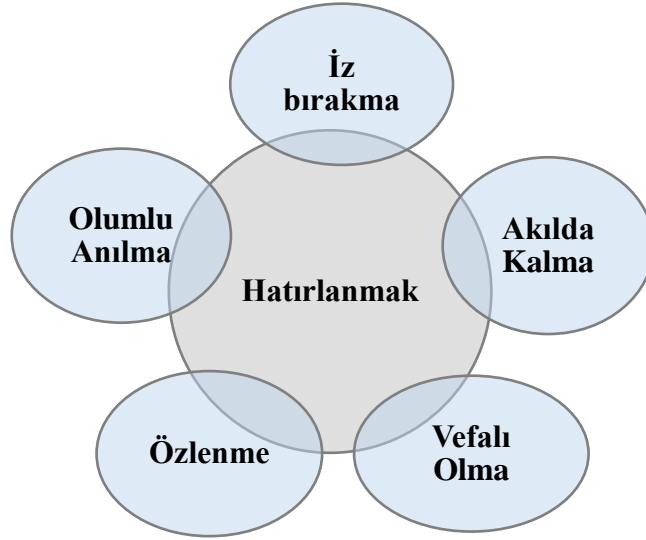 İz
bırakma
Olumlu
Anılma
Akılda
Kalma
Hatırlanmak
Özlenme
Vefalı
Olma